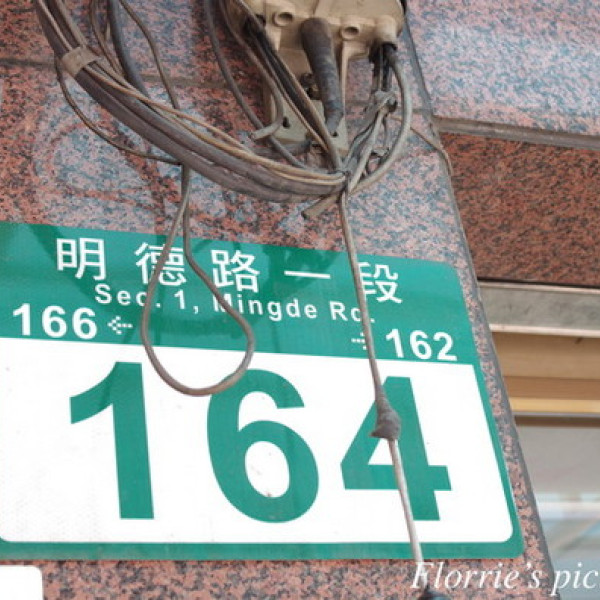 明德路一段
Sec. 1, Mingde Rd.
166 ⇠ ⇢ 162
164
Florrie's pic